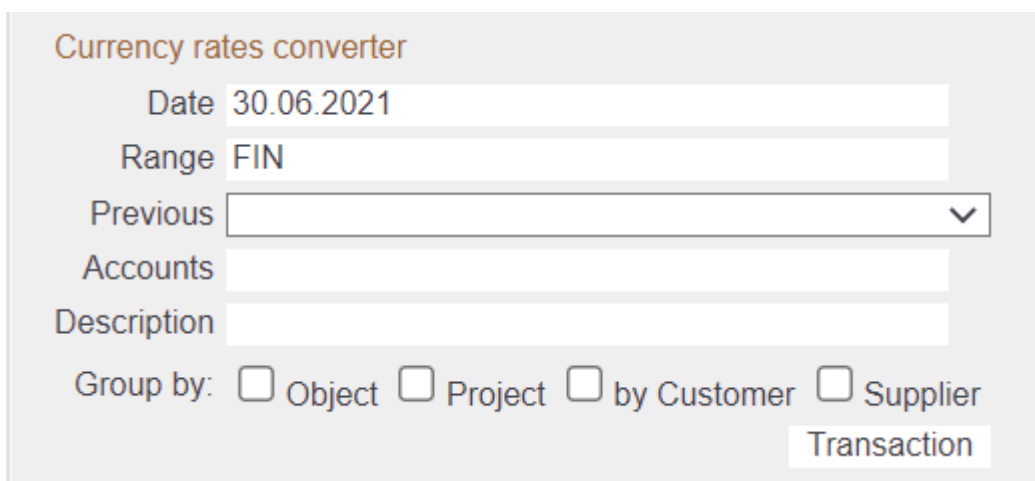 Currency rates converter
Date 30.06.2021
Range FIN
Previous
Accounts
Description
Group by: Object Project by Customer Supplier
Transaction